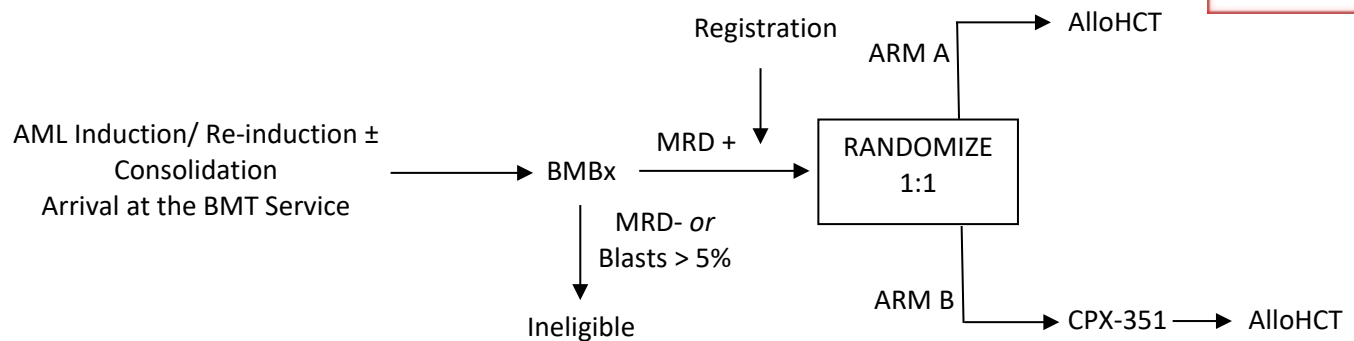 Registration
AlloHCT
ARM A
AML Induction/ Re-induction ±
Consolidation
Arrival at the BMT Service
BMBx
MRD +
RANDOMIZE
1:1
MRD- or
Blasts > 5%
Ineligible
ARM B
CPX-351
AlloHCT